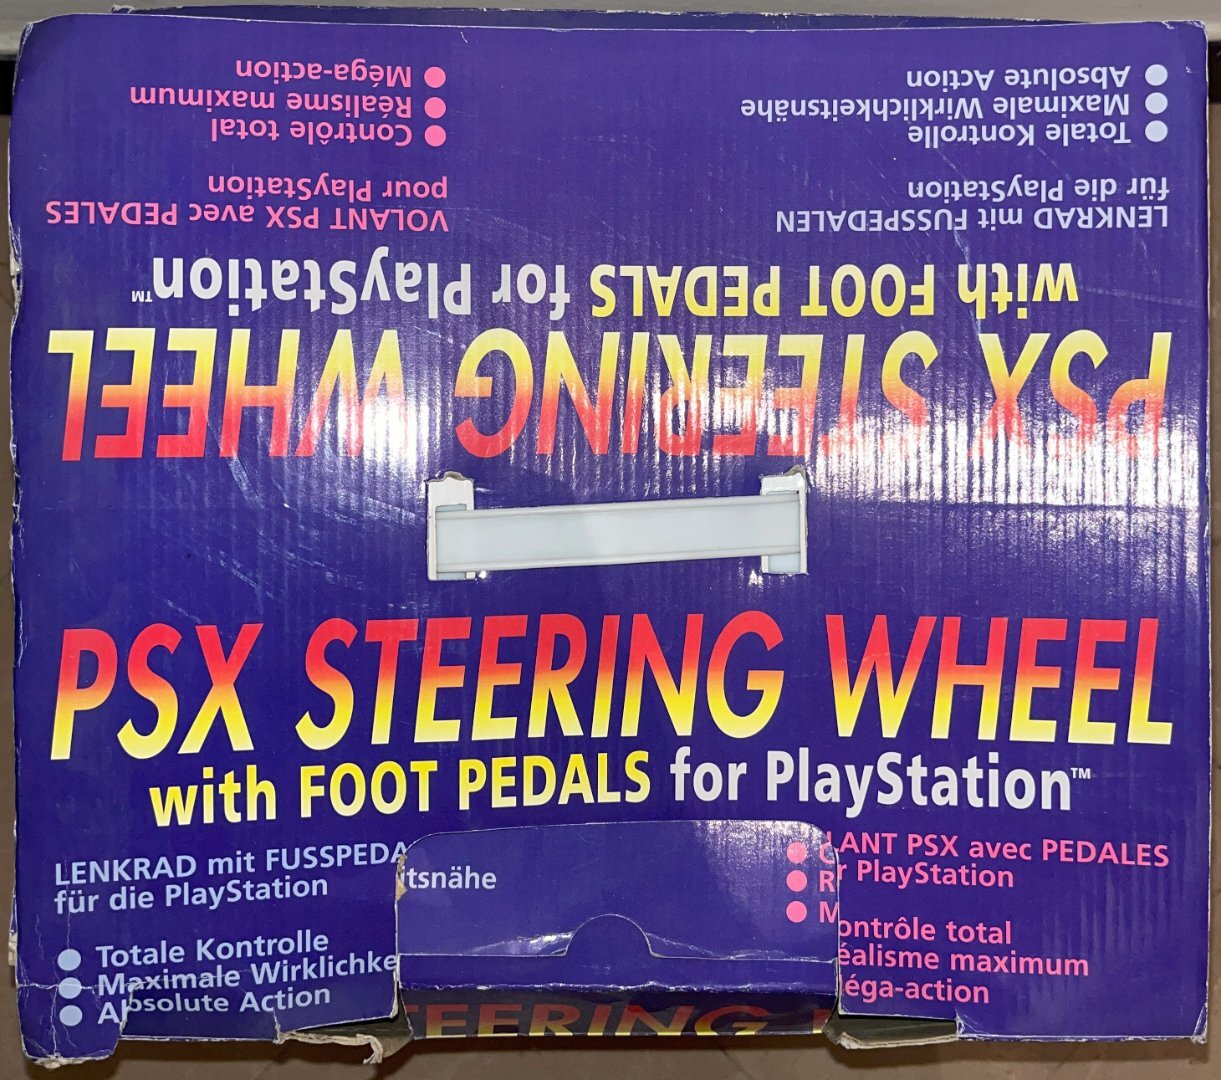 Méga-action
Réalisme maximum
Contrôle total
pour PlayStation
VOLANT PSX avec PEDALES
Absolute Action
Maximale Wirklichkeitsnähe
Totale Kontrolle
für die PlayStation
LENKRAD mit FUSSPEDALEN
with FOOT PEDALS for PlayStation™
PSX STEERING WHEEL
PSX STEERING WHEEL
with FOOT PEDALS for PlayStation™
LENKRAD mit FUSSPEDA
für die PlayStation
Totale Kontrolle
Maximale Wirklichke
Absolute Action
tsnähe
LANT PSX avec PEDALES
r PlayStation
ontrôle total
éalisme maximum
éga-action
C
R
M
EERING